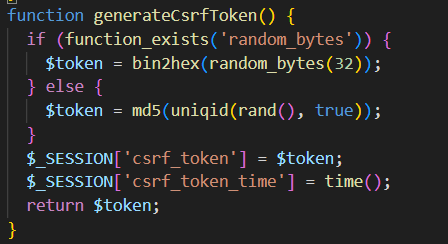 function generateCsrfToken() {
  if (function_exists('random_bytes')) {
    $token = bin2hex(random_bytes(32));
  } else {
    $token = md5(uniqid(rand(), true));
  }
  $_SESSION['csrf_token'] = $token;
  $_SESSION['csrf_token_time'] = time();
  return $token;
}